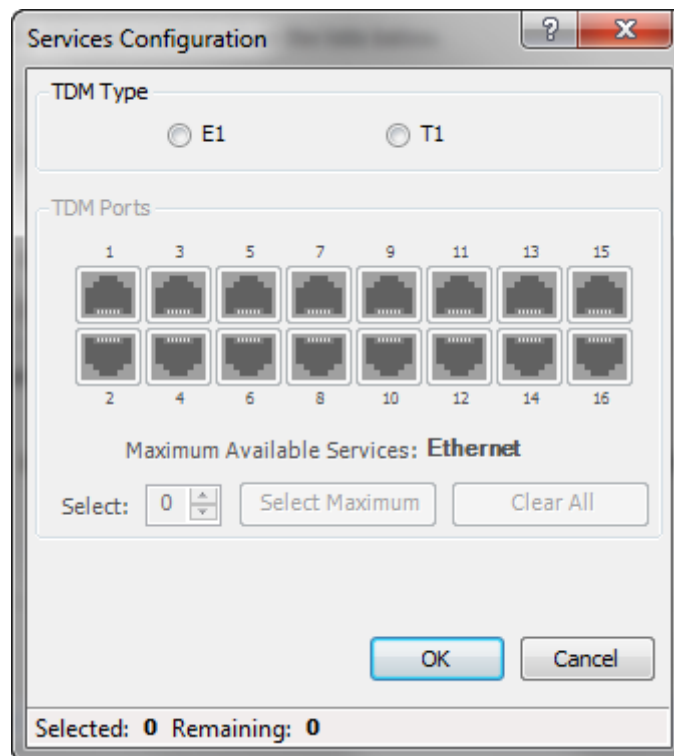 Services Configuration
TDM Type
E1 T1
TDM Ports
1 3 5 7 9 11 13 15
2 4 6 8 10 12 14 16
Maximum Available Services: Ethernet
Select: 0 Select Maximum Clear All
OK Cancel
Selected: 0 Remaining: 0